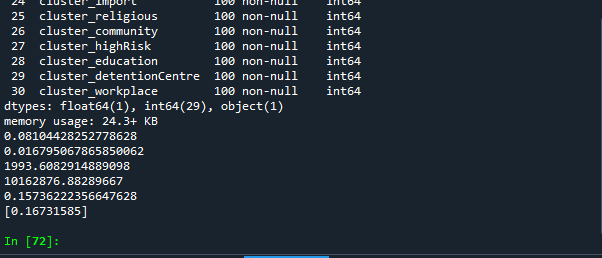 24 cluster_import 100 non-null int64
25 cluster_religious 100 non-null int64
26 cluster_community 100 non-null int64
27 cluster_highRisk 100 non-null int64
28 cluster_education 100 non-null int64
29 cluster_detentionCentre 100 non-null int64
30 cluster_workplace 100 non-null int64
dtypes: float64(1), int64(29), object(1)
memory usage: 24.3+ KB
0.08104428252778628
0.016795067865850062
1993.6082914889098
10162876.88289667
0.15736222356647628
[0.16731585]
In [72]: